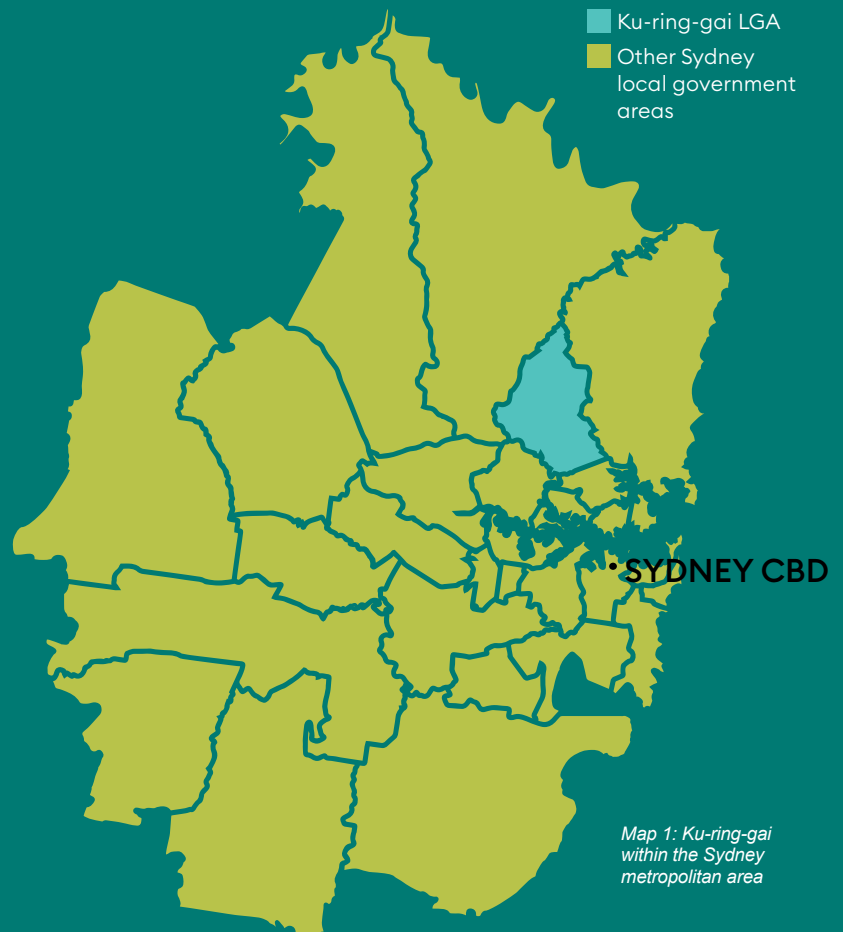 Ku-ring-gai LGA
Other Sydney
local government
areas
SYDNEY CBD
Map 1: Ku-ring-gai
within the Sydney
metropolitan area